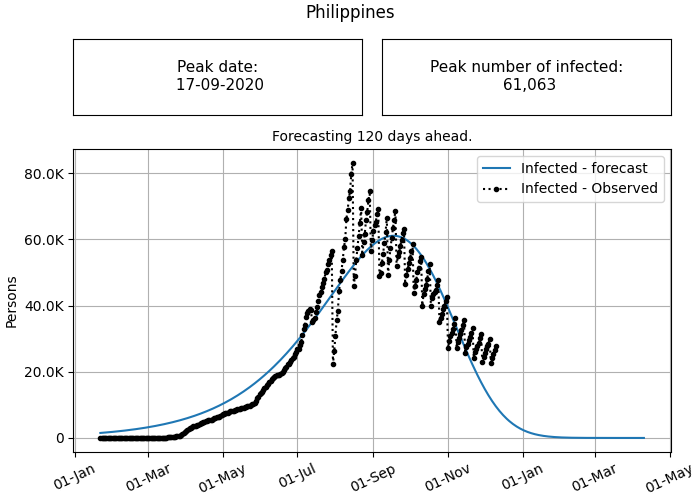 Philippines
Peak date:
17-09-2020
Peak number of infected:
61,063
Forecasting 120 days ahead.
Infected - forecast
Infected - Observed
Persons
80.0K
60.0K
40.0K
20.0K
0
01-Jan
01-Mar
01-May
01-Jul
01-Sep
01-Nov
01-Jan
01-Mar
01-May